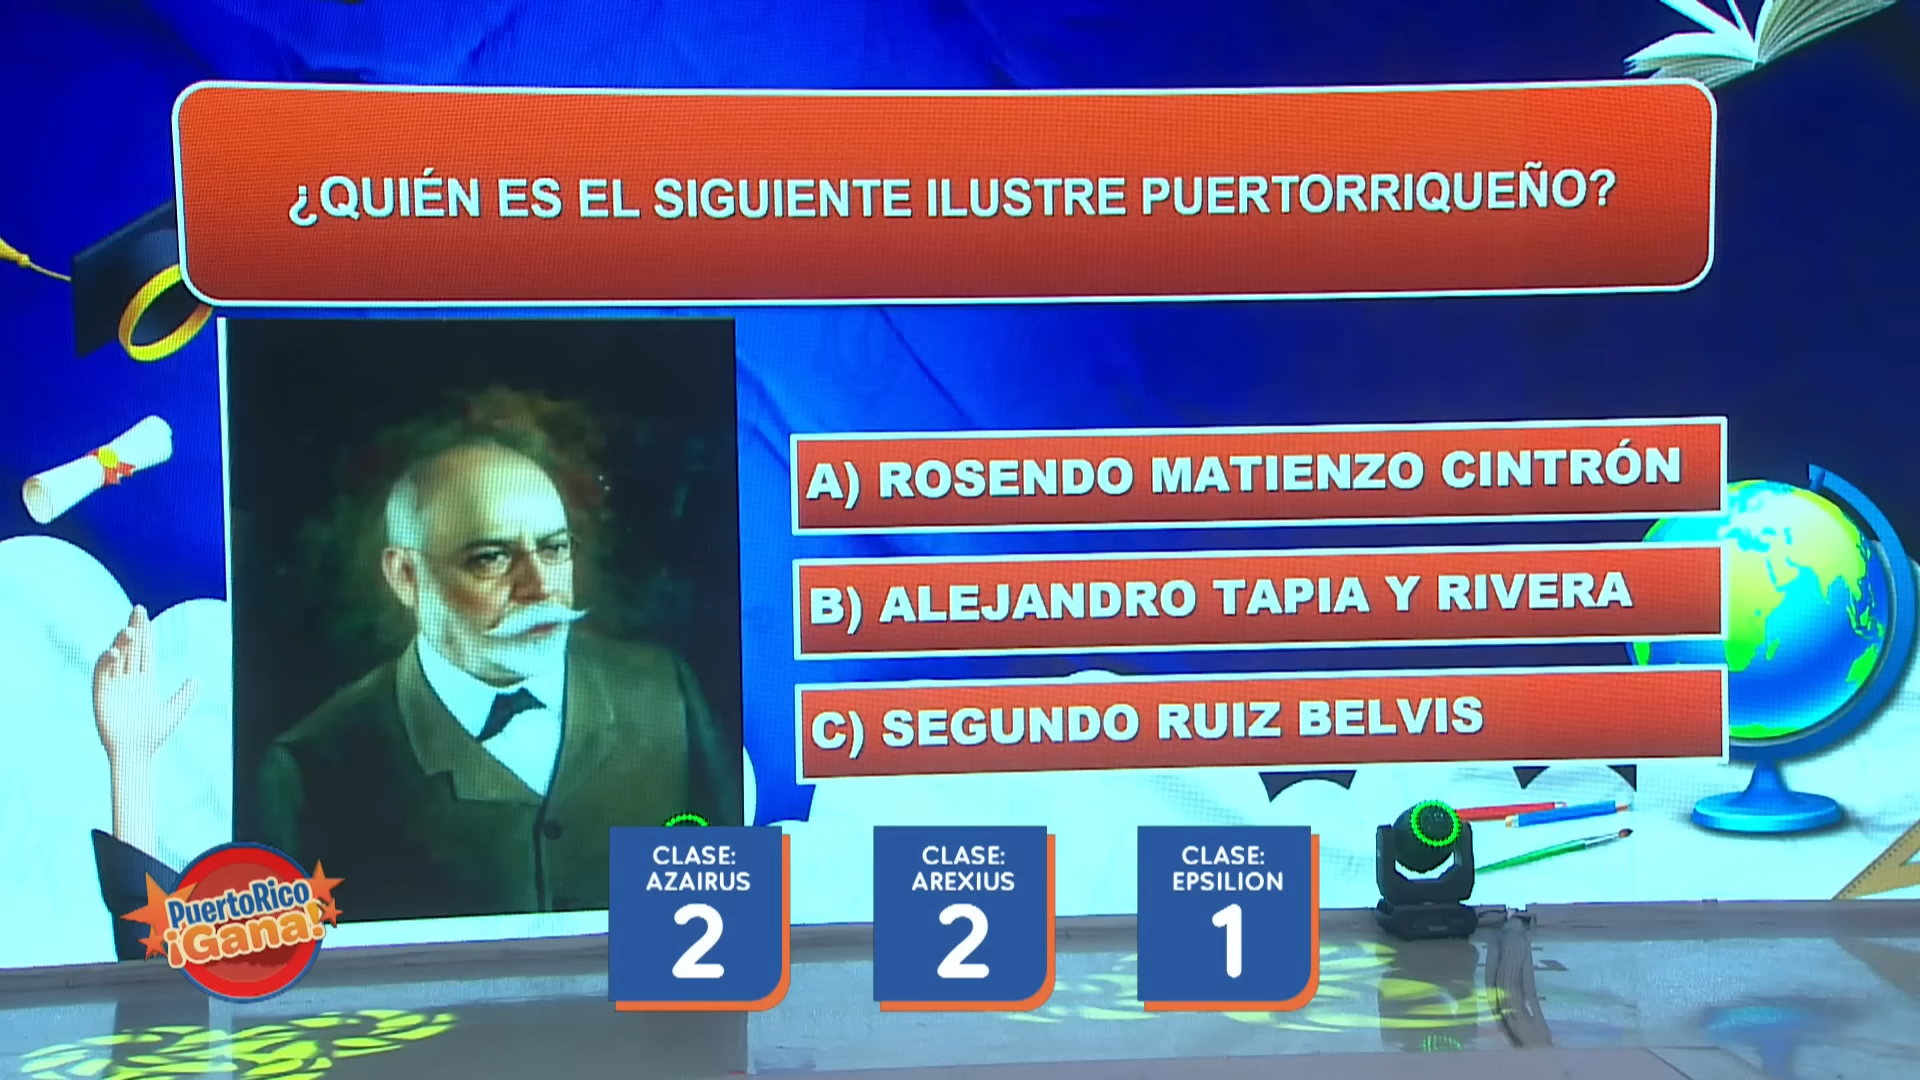 ¿QUIÉN ES EL SIGUIENTE ILUSTRE PUERTORRIQUEÑO?
A) ROSENDO MATIENZO CINTRÓN
B) ALEJANDRO TAPIA Y RIVERA
C) SEGUNDO RUIZ BELVIS
PuertoRico
¡Gana!
CLASE:
AZAIRUS
2
CLASE:
AREXIUS
2
CLASE:
EPSILION
1